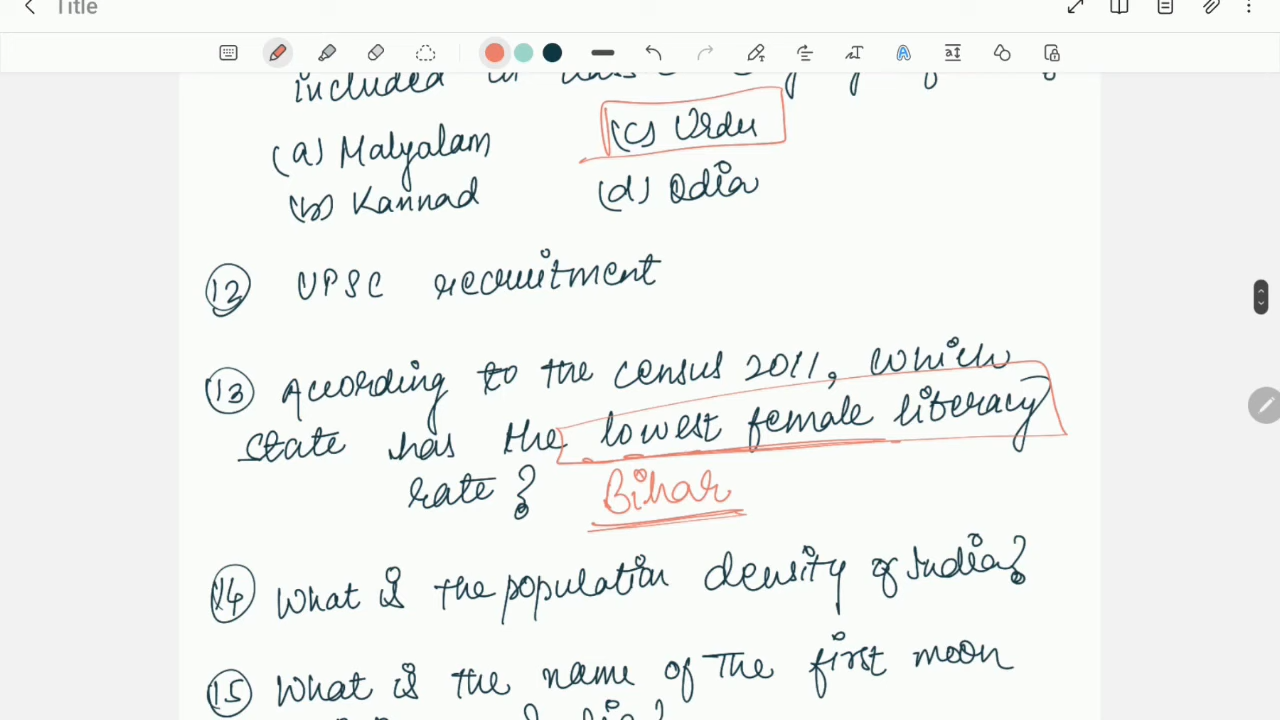 Title
included in
(a) Malyalam (c) Urdu
(b) Kannad (d) Odia
12 UPSC recruitment
13 According to the census 2011, which
state has the lowest female literacy
rate? Bihar
14 What is the population density of India?
15 What is the name of the first moon